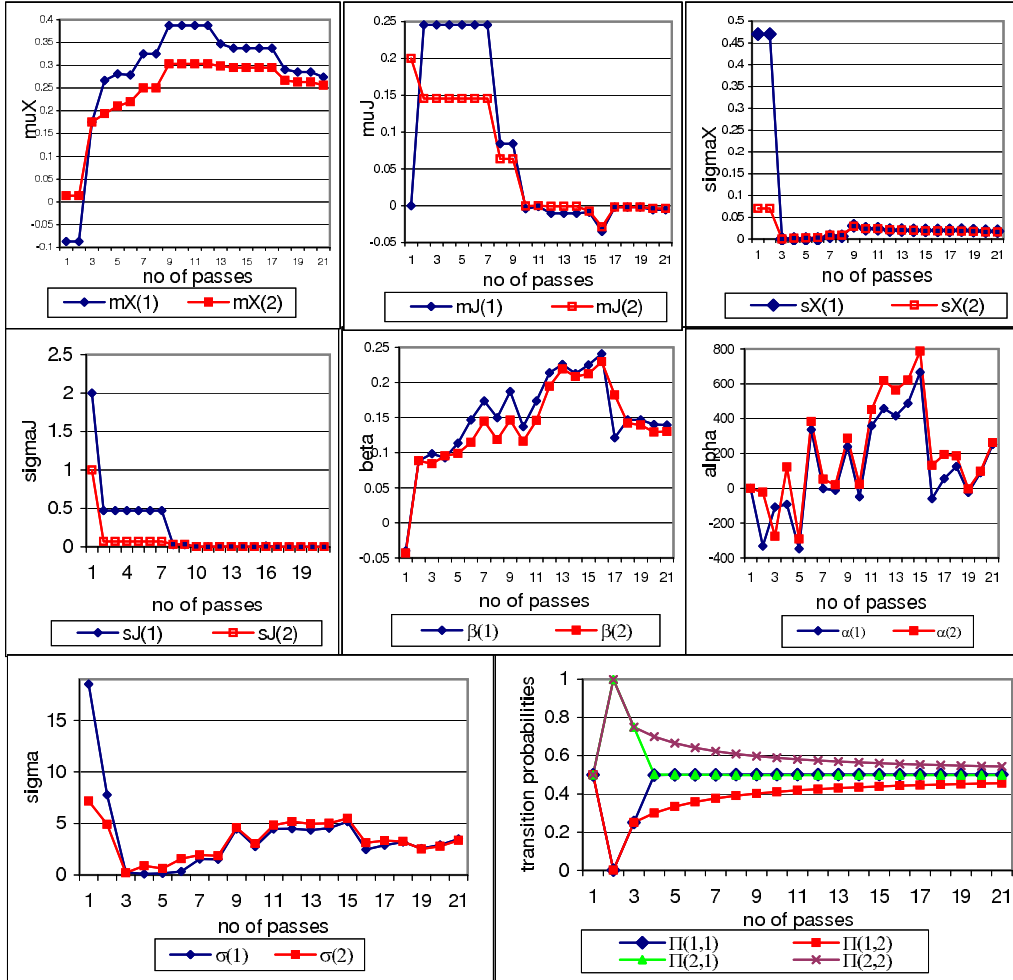 0.4
0.35
0.3
0.25
0.2
0.15
0.1
0.05
0
-0.05
-0.1
muX
1 3 5 7 9 11 13 15 17 19 21
no of passes
mX(1) mX(2)
0.25
0.2
0.15
0.1
0.05
0
-0.05
muJ
1 3 5 7 9 11 13 15 17 19 21
no of passes
mJ(1) mJ(2)
0.5
0.45
0.4
0.35
0.3
0.25
0.2
0.15
0.1
0.05
0
sigmaX
1 3 5 7 9 11 13 15 17 19 21
no of passes
sX(1) sX(2)
2.5
2
1.5
1
0.5
0
sigmaJ
1 4 7 10 13 16 19
no of passes
sJ(1) sJ(2)
0.25
0.2
0.15
0.1
0.05
0
-0.05
beta
1 3 5 7 9 11 13 15 17 19 21
no of passes
β(1) β(2)
800
600
400
200
0
-200
-400
alpha
1 3 5 7 9 11 13 15 17 19 21
no of passes
α(1) α(2)
15
10
5
0
sigma
1 3 5 7 9 11 13 15 17 19 21
no of passes
σ(1) σ(2)
1
0.8
0.6
0.4
0.2
0
transition probabilities
1 3 5 7 9 11 13 15 17 19 21
no of passes
Π(1,1) Π(1,2)
Π(2,1) Π(2,2)